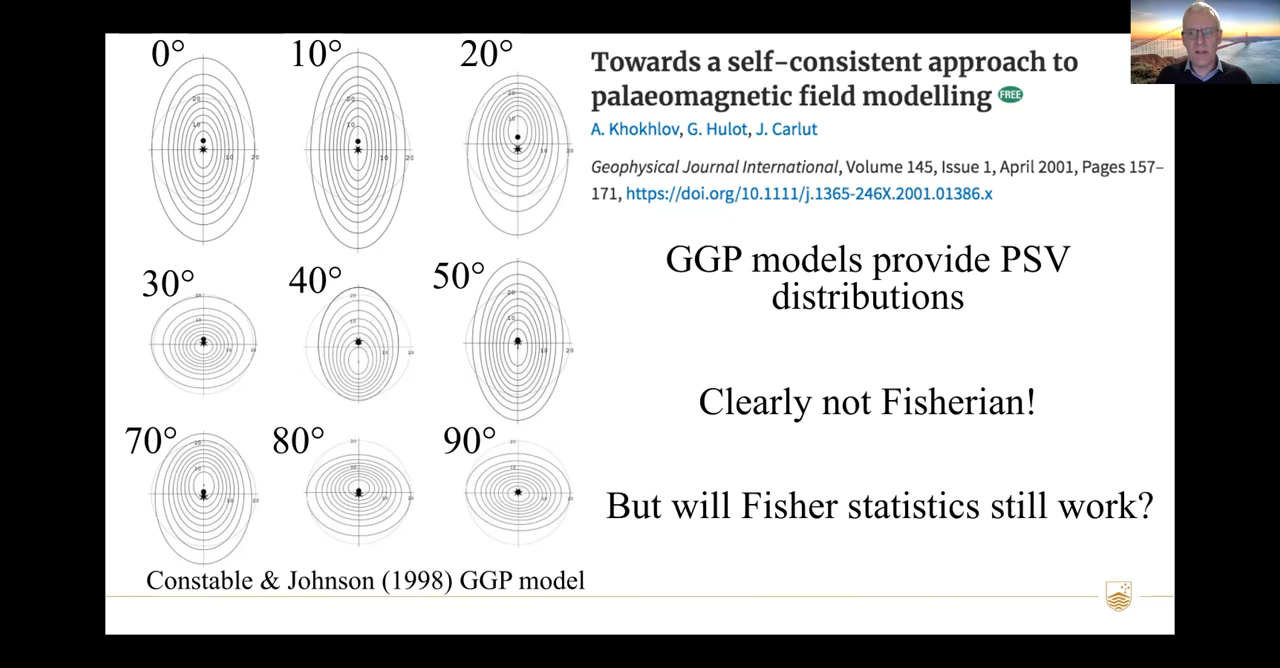 0°
10°
20°
30°
40°
50°
70°
80°
90°
Constable & Johnson (1998) GGP model
Towards a self-consistent approach to
palaeomagnetic field modelling FREE
A. Khokhlov, G. Hulot, J. Carlut
Geophysical Journal International, Volume 145, Issue 1, April 2001, Pages 157–
171, https://doi.org/10.1111/j.1365-246X.2001.01386.x
GGP models provide PSV
distributions
Clearly not Fisherian!
But will Fisher statistics still work?